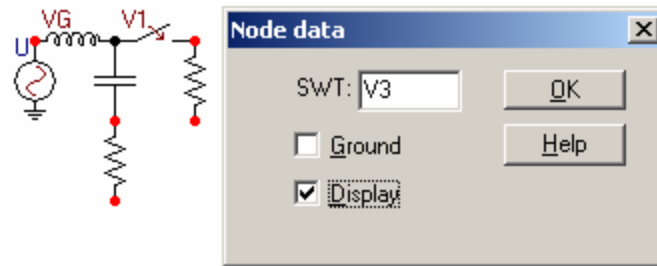 VG V1
U
Node data
SWT: V3
OK
Ground
Help
Display